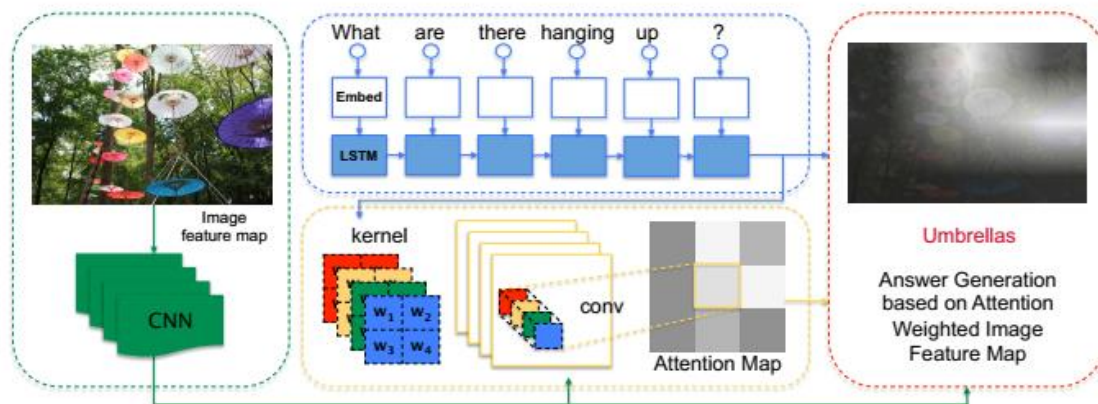 What are there hanging up ?
Embed
LSTM
Image
feature map
CNN
kernel
w₁ w₂
w₃ w₄
conv
Attention Map
Umbrellas
Answer Generation
based on Attention
Weighted Image
Feature Map